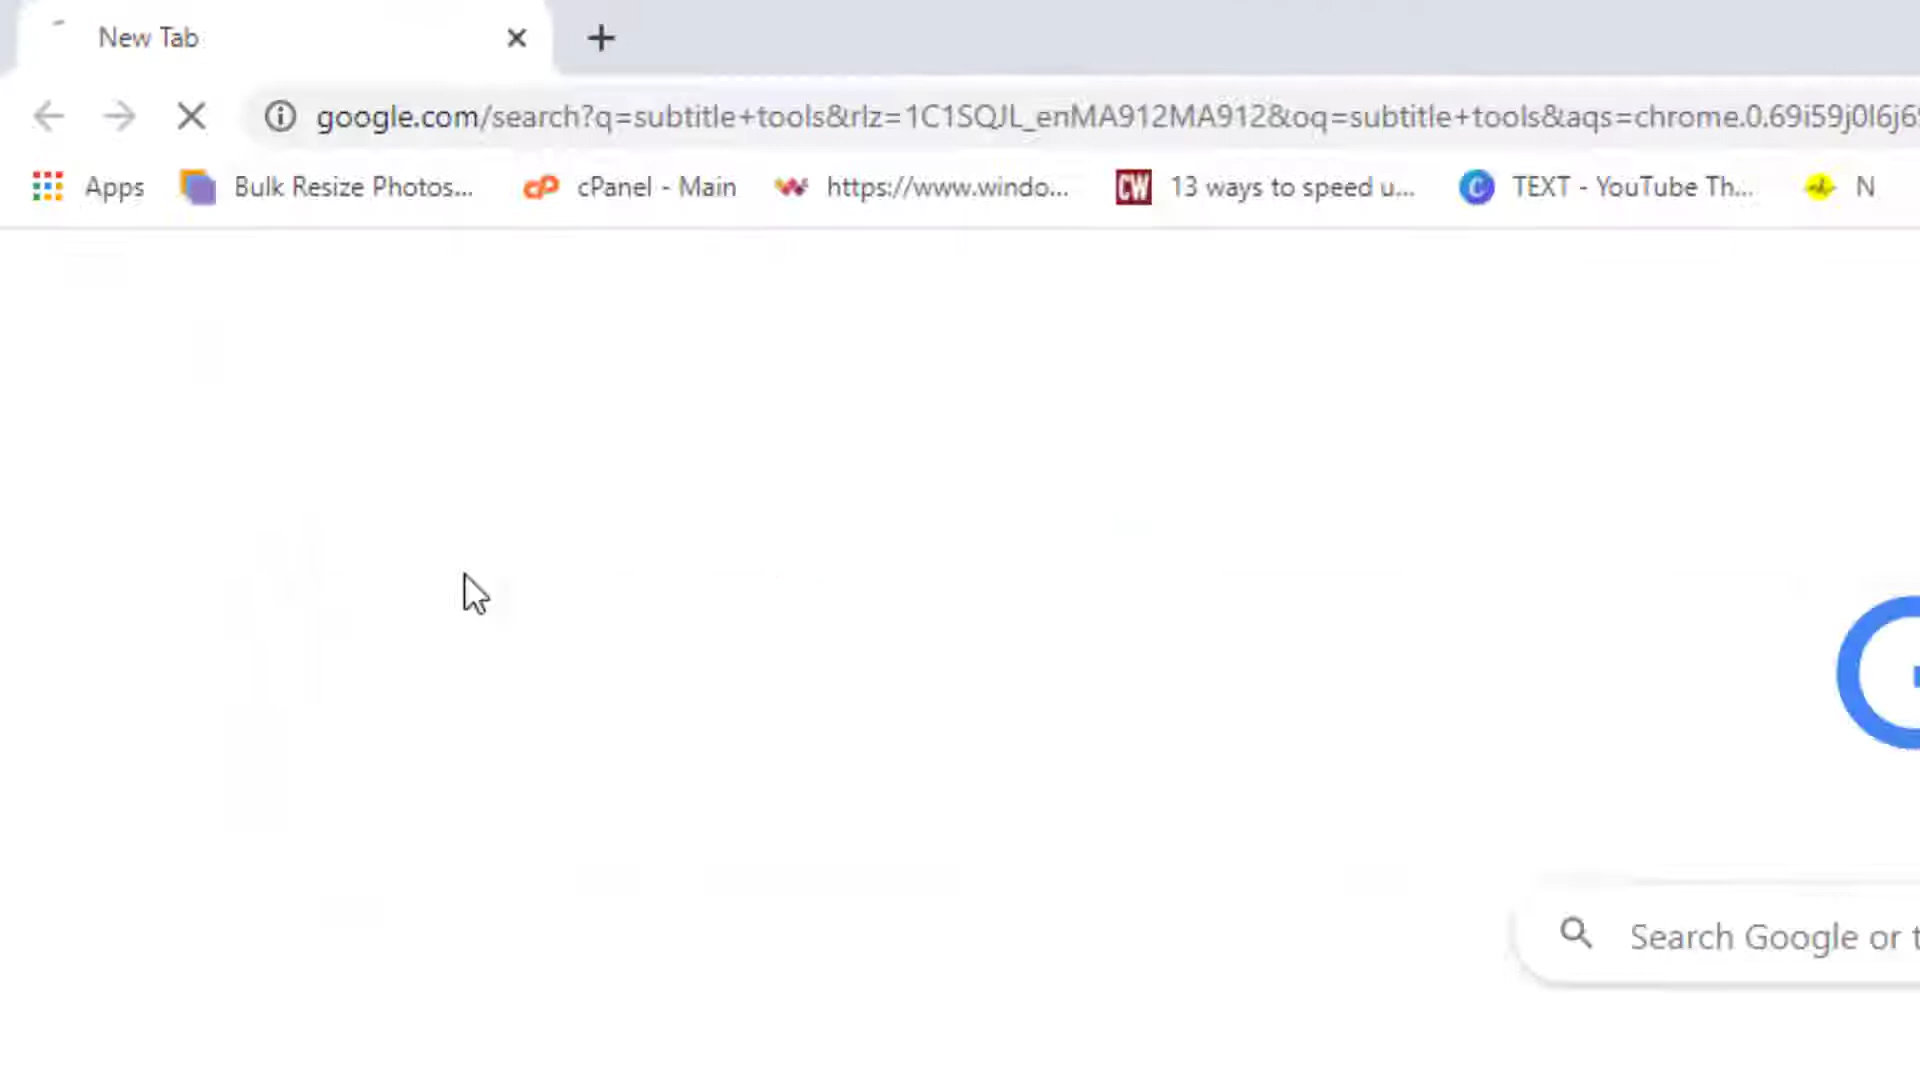 New Tab
google.com/search?q=subtitle+tools&rlz=1C1SQJL_enMA912MA912&oq=subtitle+tools&aqs=chrome.0.69i59j0l6j6
Apps Bulk Resize Photos... cPanel - Main https://www.windo... CW 13 ways to speed u... TEXT - YouTube Th... N
Search Google or t